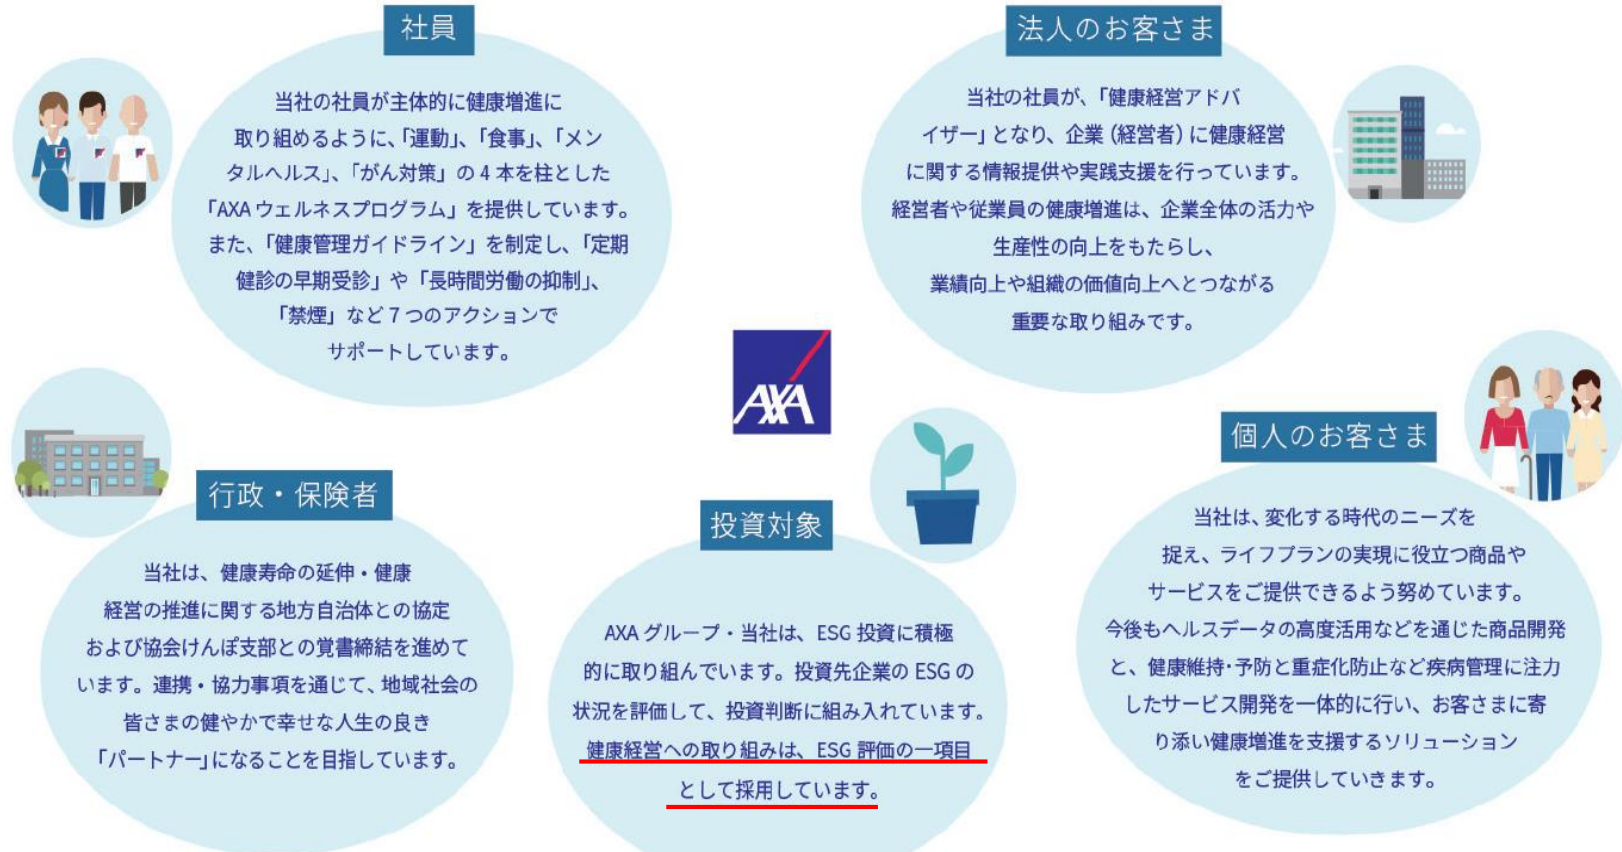 社員
当社の社員が主体的に健康増進に
取り組めるように、「運動」、「食事」、「メン
タルヘルス」、「がん対策」の 4 本を柱とした
「AXA ウェルネスプログラム」を提供しています。
また、「健康管理ガイドライン」を制定し、「定期
健診の早期受診」や「長時間労働の抑制」、
「禁煙」など 7 つのアクションで
サポートしています。
法人のお客さま
当社の社員が、「健康経営アドバ
イザー」となり、企業（経営者）に健康経営
に関する情報提供や実践支援を行っています。
経営者や従業員の健康増進は、企業全体の活力や
生産性の向上をもたらし、
業績向上や組織の価値向上へとつながる
重要な取り組みです。
AXA
行政・保険者
当社は、健康寿命の延伸・健康
経営の推進に関する地方自治体との協定
および協会けんぽ支部との覚書締結を進めて
います。連携・協力事項を通じて、地域社会の
皆さまの健やかで幸せな人生の良き
「パートナー」になることを目指しています。
投資対象
AXA グループ・当社は、ESG 投資に積極
的に取り組んでいます。投資先企業の ESG の
状況を評価して、投資判断に組み入れています。
健康経営への取り組みは、ESG 評価の一項目
として採用しています。
個人のお客さま
当社は、変化する時代のニーズを
捉え、ライフプランの実現に役立つ商品や
サービスをご提供できるよう努めています。
今後もヘルスデータの高度活用などを通じた商品開発
と、健康維持・予防と重症化防止など疾病管理に注力
したサービス開発を一体的に行い、お客さまに寄
り添い健康増進を支援するソリューション
をご提供していきます。